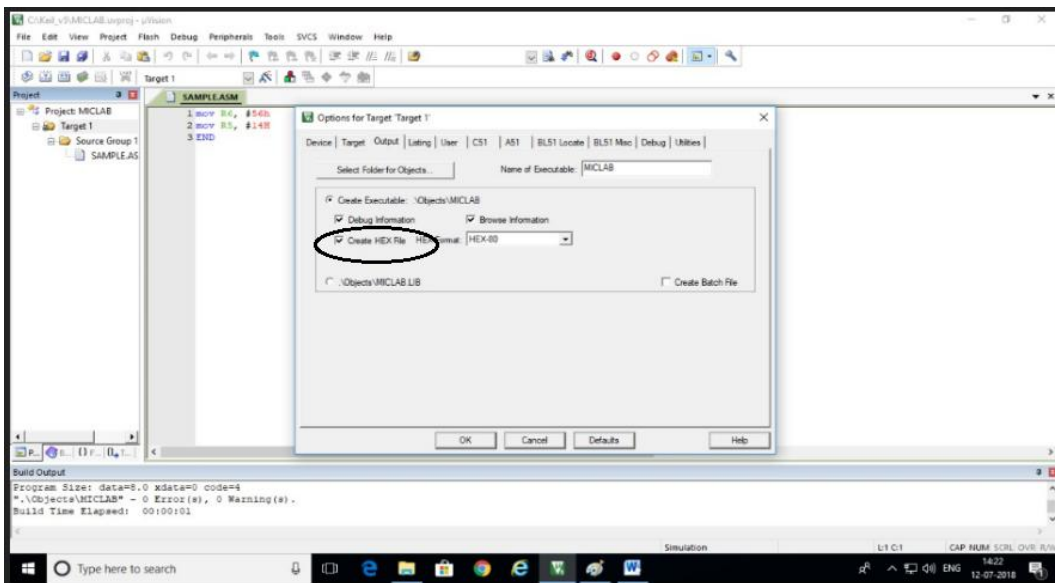 C:\Keil_v5\MICLAB.uvproj - µVision
File Edit View Project Flash Debug Peripherals Tools SVCS Window Help
Target 1
Project
SAMPLE.ASM
Project: MICLAB
Target 1
Source Group 1
SAMPLE.AS
1 mov R6, #56h
2 mov R5, #14H
3 END
Options for Target 'Target 1'
Device Target Output Listing User C51 A51 BL51 Locate BL51 Misc Debug Utilities
Select Folder for Objects...
Name of Executable: MICLAB
Create Executable: .\Objects\MICLAB
Debug Information
Browse Information
Create HEX File HEX Format: HEX-80
.\Objects\MICLAB.LIB
Create Batch File
OK Cancel Defaults Help
Build Output
Program Size: data=8.0 xdata=0 code=4
".\Objects\MICLAB" - 0 Error(s), 0 Warning(s).
Build Time Elapsed: 00:00:01
Simulation
L:1 C:1
CAP NUM SCRL OVR R/W
Type here to search
ENG
14:22
12-07-2018